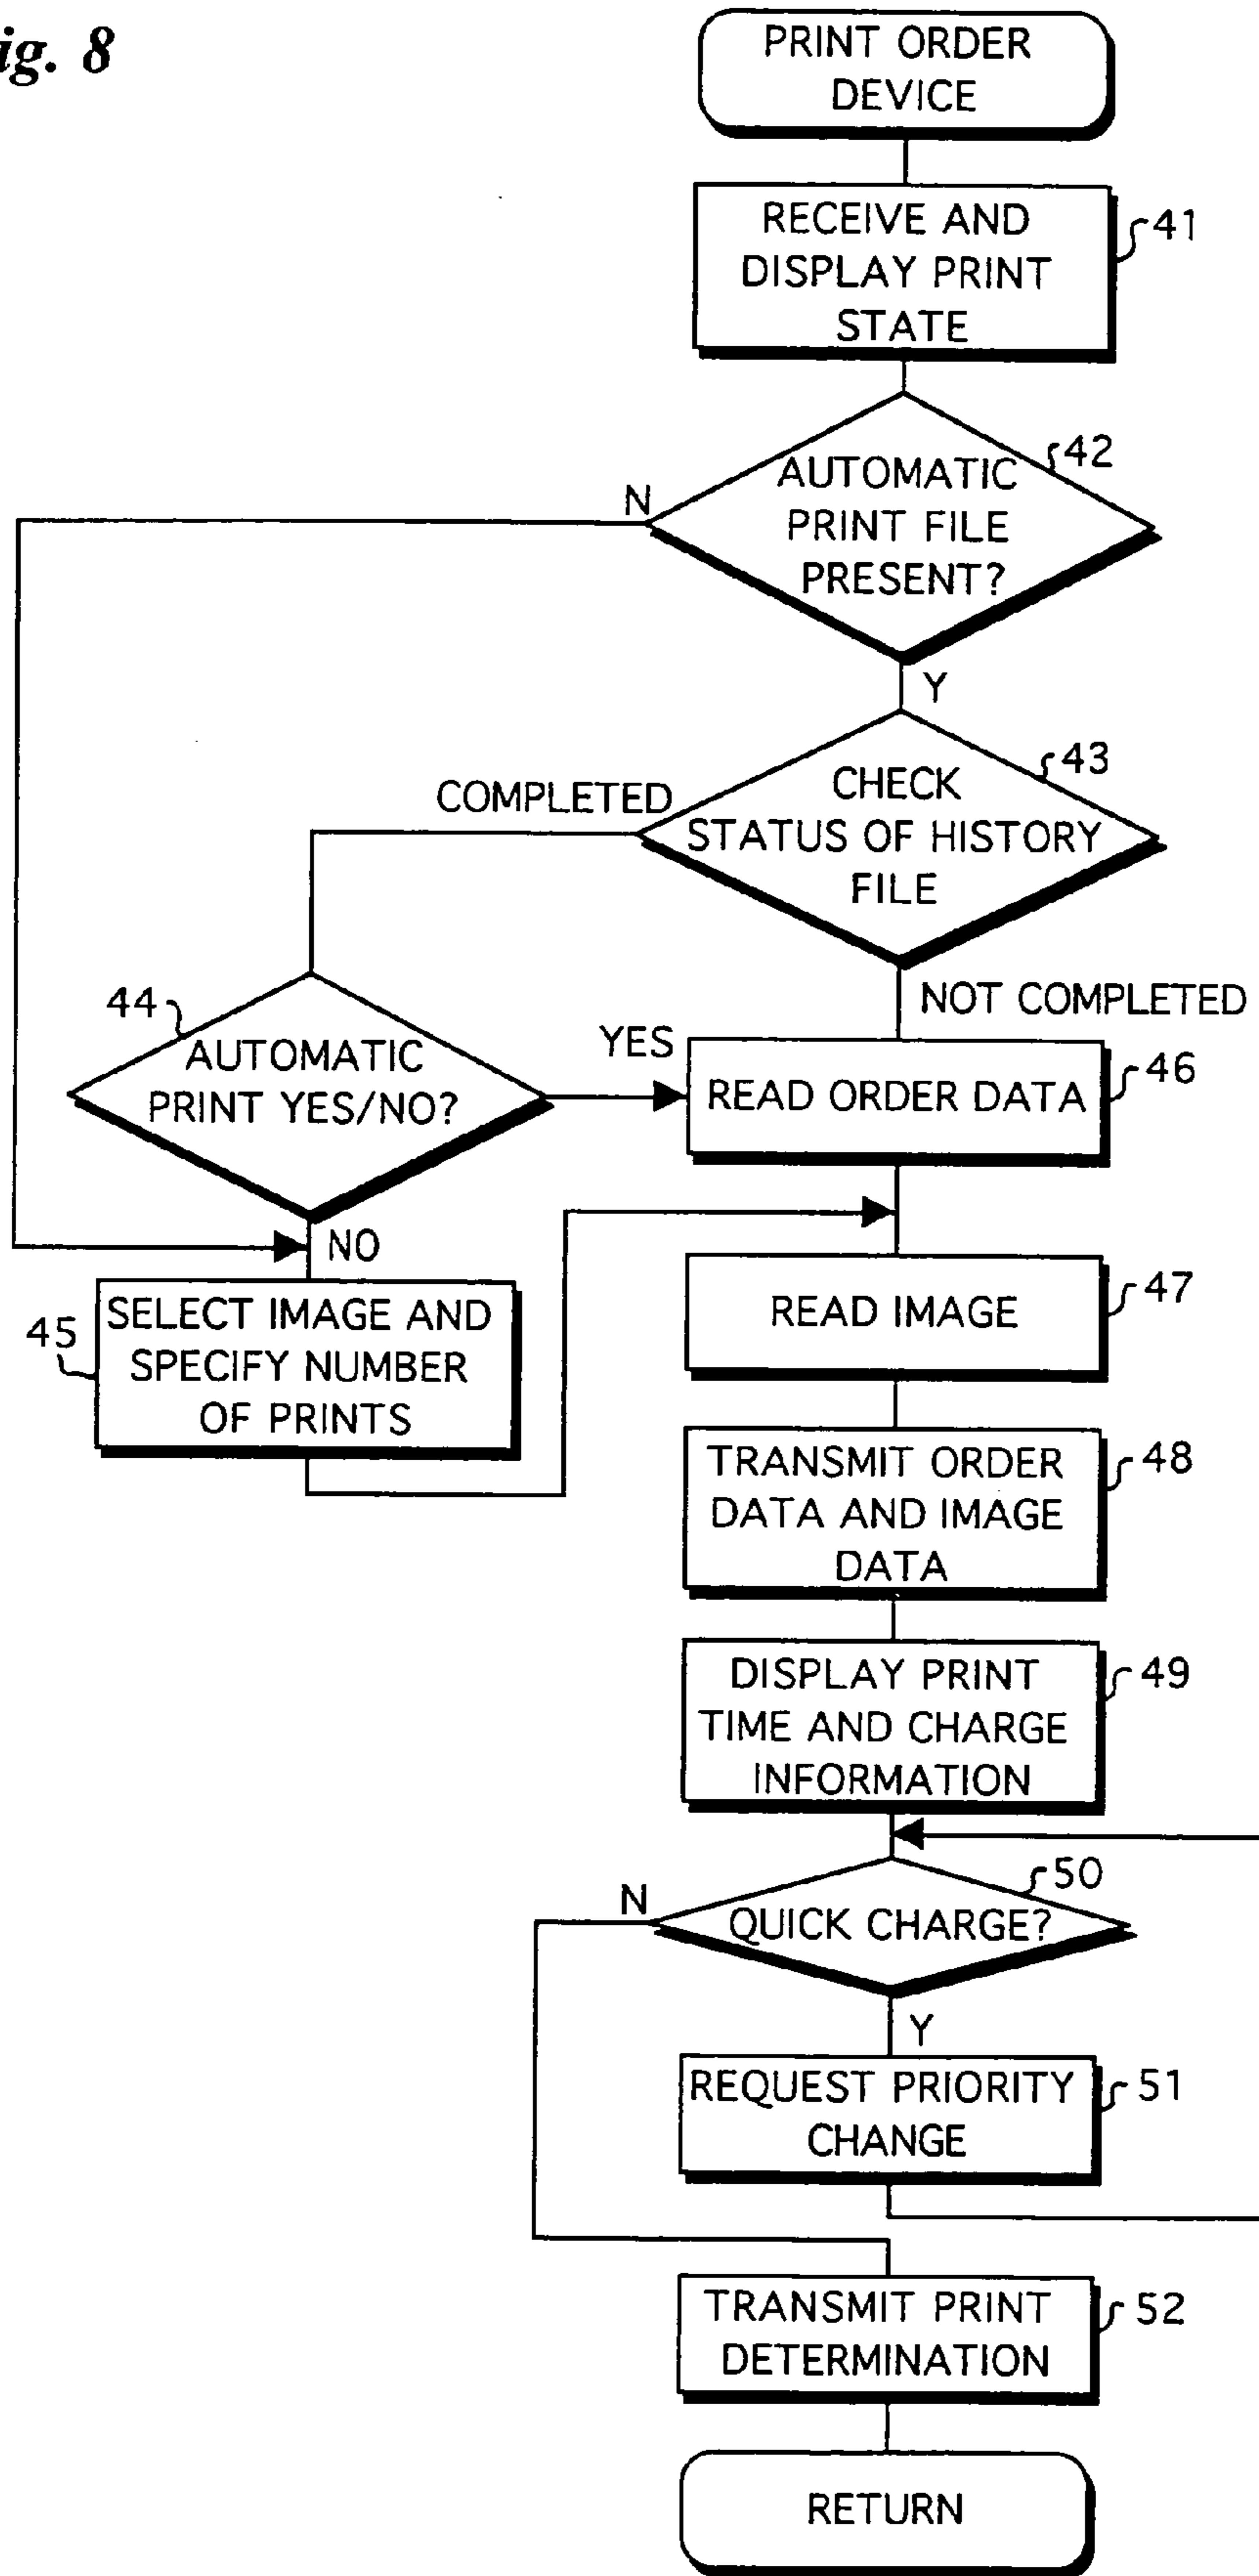 ig. 8
PRINT ORDER
DEVICE
RECEIVE AND
DISPLAY PRINT
STATE
41
AUTOMATIC
PRINT FILE
PRESENT?
42
N
Y
CHECK
STATUS OF HISTORY
FILE
43
COMPLETED
NOT COMPLETED
44
AUTOMATIC
PRINT YES/NO?
YES
READ ORDER DATA
46
NO
45
SELECT IMAGE AND
SPECIFY NUMBER
OF PRINTS
READ IMAGE
47
TRANSMIT ORDER
DATA AND IMAGE
DATA
48
DISPLAY PRINT
TIME AND CHARGE
INFORMATION
49
N
QUICK CHARGE?
50
Y
REQUEST PRIORITY
CHANGE
51
TRANSMIT PRINT
DETERMINATION
52
RETURN